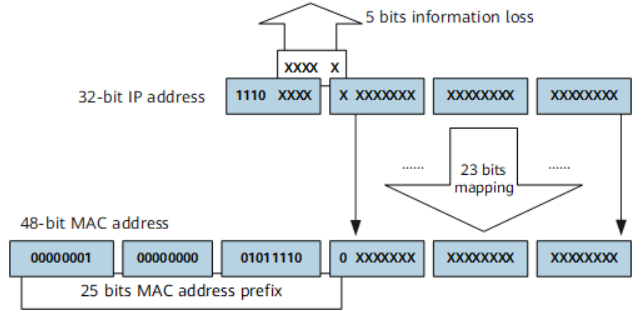 5 bits information loss
XXXX X
32-bit IP address
1110 XXXX X XXXXXXX XXXXXXXX XXXXXXXX
...... 23 bits ......
mapping
48-bit MAC address
00000001 00000000 01011110 0 XXXXXXX XXXXXXXX XXXXXXXX
25 bits MAC address prefix